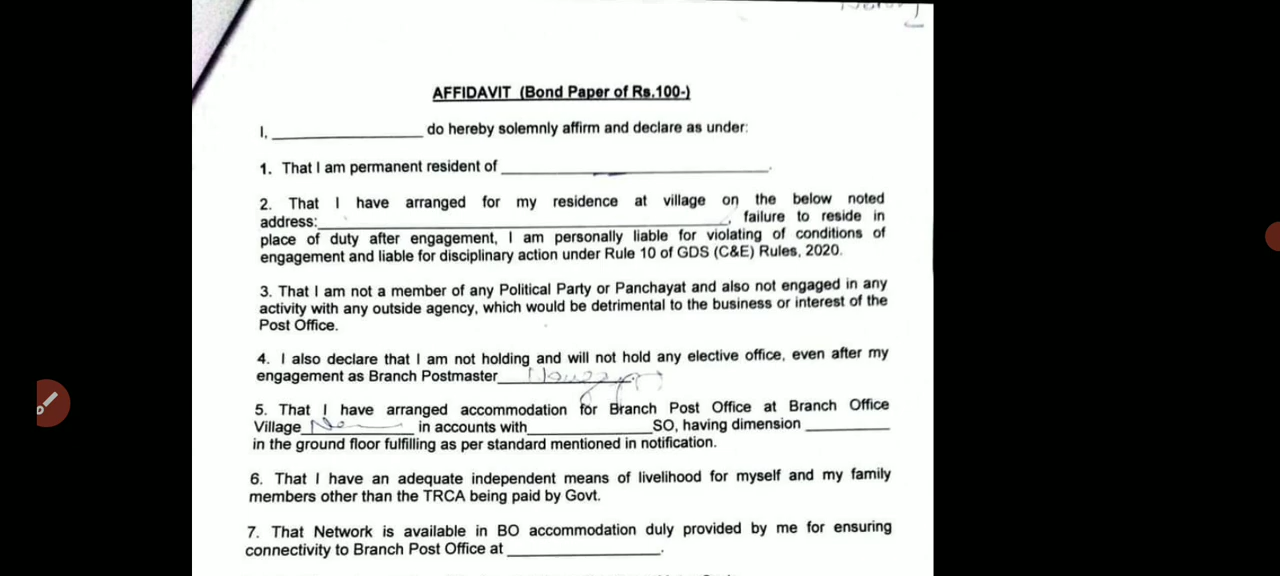 AFFIDAVIT (Bond Paper of Rs.100-)
I, ____________________ do hereby solemnly affirm and declare as under:
1. That I am permanent resident of ____________________.
2. That I have arranged for my residence at village on the below noted
address:____________________, failure to reside in
place of duty after engagement, I am personally liable for violating of conditions of
engagement and liable for disciplinary action under Rule 10 of GDS (C&E) Rules, 2020.
3. That I am not a member of any Political Party or Panchayat and also not engaged in any
activity with any outside agency, which would be detrimental to the business or interest of the
Post Office.
4. I also declare that I am not holding and will not hold any elective office, even after my
engagement as Branch Postmaster
5. That I have arranged accommodation for Branch Post Office at Branch Office
Village in accounts with____________________SO, having dimension __________
in the ground floor fulfilling as per standard mentioned in notification.
6. That I have an adequate independent means of livelihood for myself and my family
members other than the TRCA being paid by Govt.
7. That Network is available in BO accommodation duly provided by me for ensuring
connectivity to Branch Post Office at ____________________.